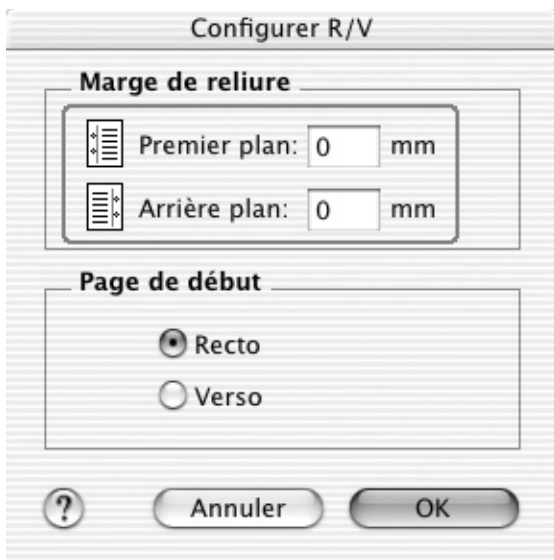 Configurer R/V
Marge de reliure
Premier plan: 0 mm
Arrière plan: 0 mm
Page de début
Recto
Verso
? Annuler OK